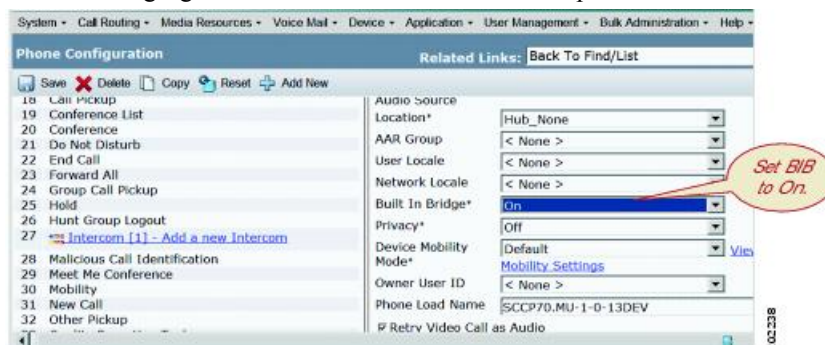 System Call Routing Media Resources Voice Mail Device Application User Management Bulk Administration Help
Phone Configuration
Related Links: Back To Find/List
Save Delete Copy Reset Add New
18 Call Pickup
19 Conference List
20 Conference
21 Do Not Disturb
22 End Call
23 Forward All
24 Group Call Pickup
25 Hold
26 Hunt Group Logout
27 Intercom [1] - Add a new Intercom
28 Malicious Call Identification
29 Meet Me Conference
30 Mobility
31 New Call
32 Other Pickup
Audio Source
Location* Hub_None
AAR Group < None >
User Locale < None >
Network Locale < None >
Built In Bridge* On
Privacy* Off
Device Mobility Default
Mode* Mobility Settings
Owner User ID < None >
Phone Load Name SCCP70.MU-1-0-13DEV
Retry Video Call as Audio
Set BIB
to On.